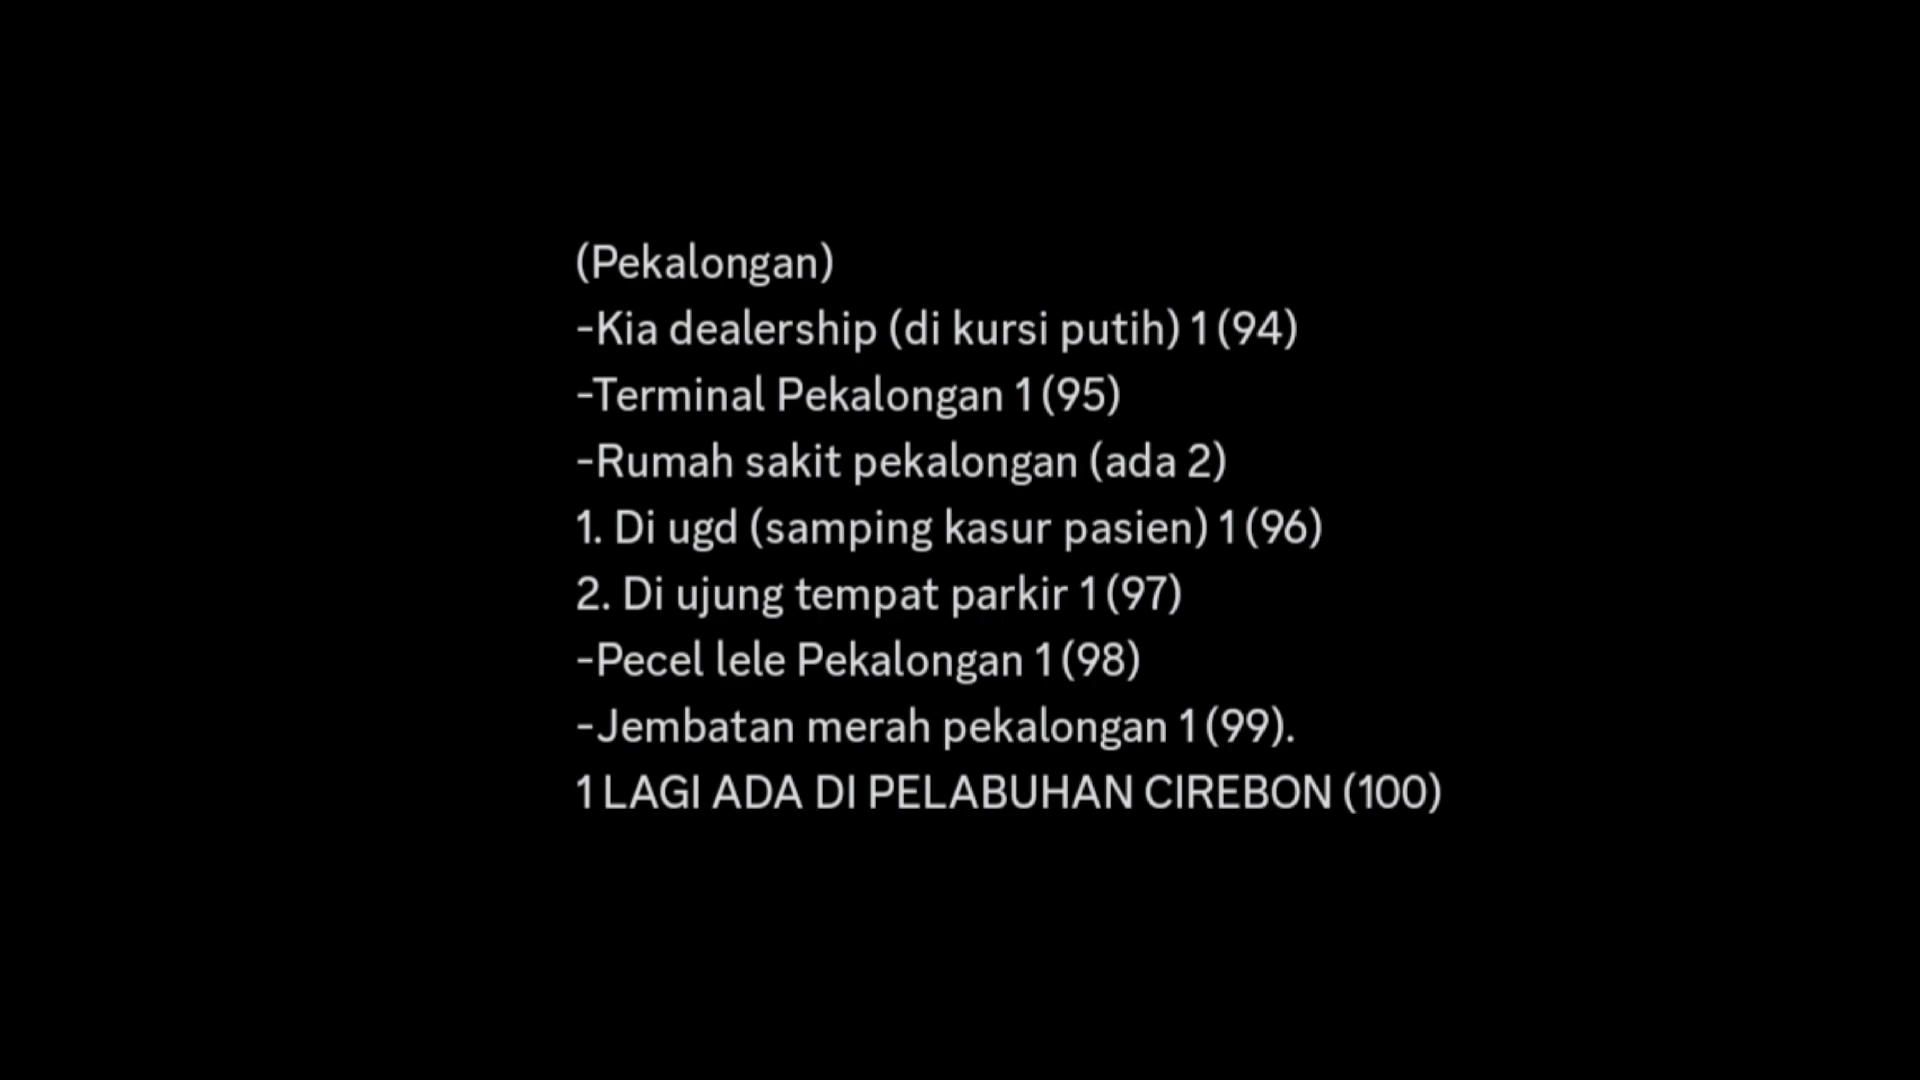 (Pekalongan)
-Kia dealership (di kursi putih) 1 (94)
-Terminal Pekalongan 1 (95)
-Rumah sakit pekalongan (ada 2)
1. Di ugd (samping kasur pasien) 1 (96)
2. Di ujung tempat parkir 1 (97)
-Pecel lele Pekalongan 1 (98)
-Jembatan merah pekalongan 1 (99).
1 LAGI ADA DI PELABUHAN CIREBON (100)